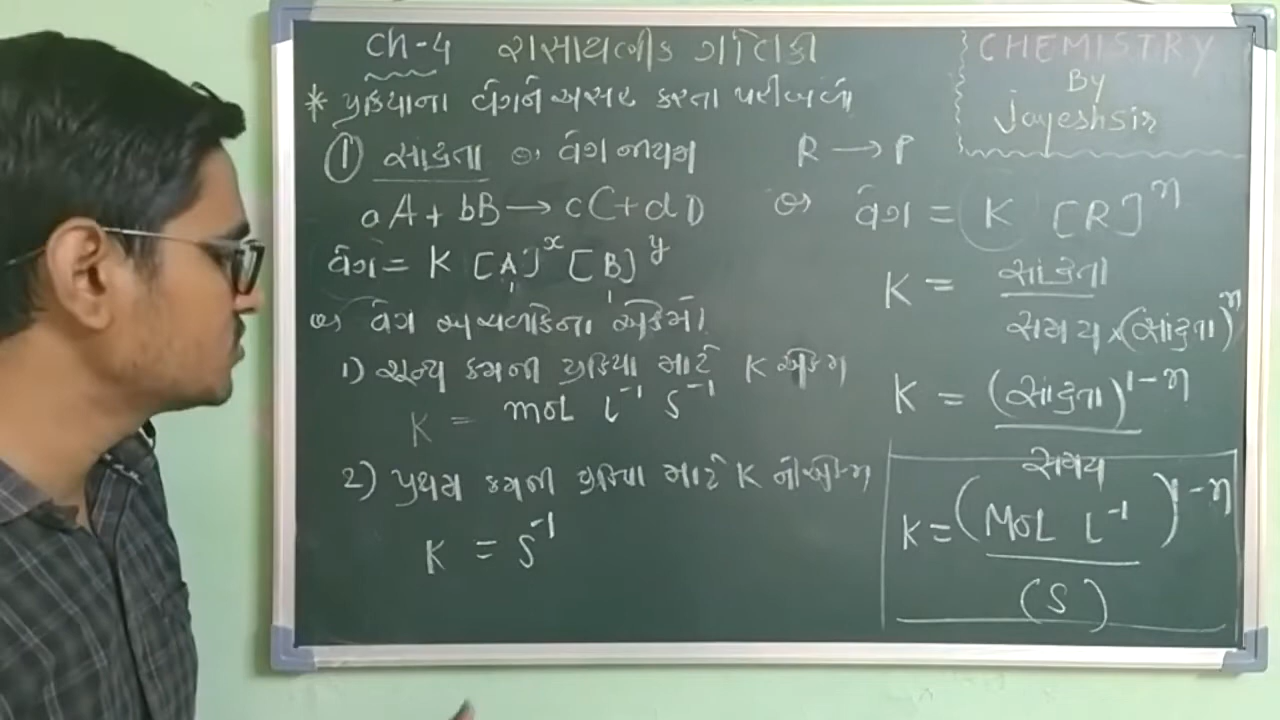 Ch-4 રાસાયણીક ગતિકી
CHEMISTRY
By
Jayeshsir
* પ્રક્રિયાના વેગને અસર કરતા પરીબળો
① સાંદ્રતા વેગ નિયમ
aA + bB → cC + dD
વેગ = K [A]^x [B]^y
વેગ અચળાંકના એકમો
1) શૂન્ય ક્રમની પ્રક્રિયા માટે K એકમ
K = moL L^-1 S^-1
2) પ્રથમ ક્રમની પ્રક્રિયા માટે K નો એકમ
K = S^-1
R → P
વેગ = K [R]^n
K = સાંદ્રતા
સમય × (સાંદ્રતા)^n
K = (સાંદ્રતા)^1-n
સમય
K = (MoL L^-1)^1-n
(S)